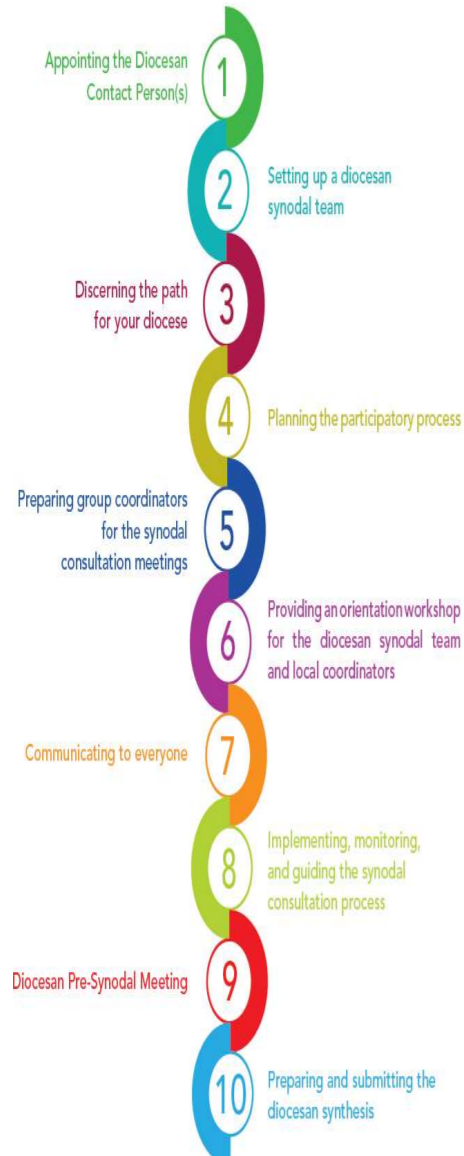 Appointing the Diocesan
Contact Person(s)
1
2
Setting up a diocesan
synodal team
Discerning the path
for your diocese
3
4
Planning the participatory process
Preparing group coordinators
for the synodal
consultation meetings
5
6
Providing an orientation workshop
for the diocesan synodal team
and local coordinators
Communicating to everyone
7
8
Implementing, monitoring,
and guiding the synodal
consultation process
Diocesan Pre-Synodal Meeting
9
10
Preparing and submitting the
diocesan synthesis